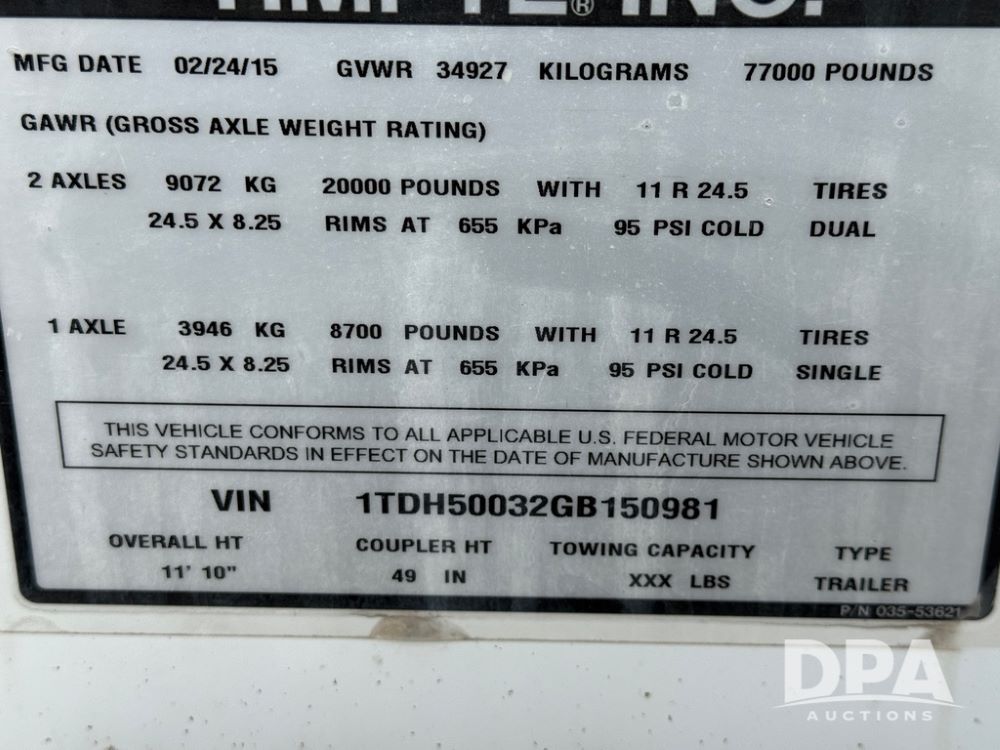 INC.
MFG DATE 02/24/15 GVWR 34927 KILOGRAMS 77000 POUNDS
GAWR (GROSS AXLE WEIGHT RATING)
2 AXLES 9072 KG 20000 POUNDS WITH 11 R 24.5 TIRES
24.5 X 8.25 RIMS AT 655 KPa 95 PSI COLD DUAL
1 AXLE 3946 KG 8700 POUNDS WITH 11 R 24.5 TIRES
24.5 X 8.25 RIMS AT 655 KPa 95 PSI COLD SINGLE
THIS VEHICLE CONFORMS TO ALL APPLICABLE U.S. FEDERAL MOTOR VEHICLE
SAFETY STANDARDS IN EFFECT ON THE DATE OF MANUFACTURE SHOWN ABOVE.
VIN 1TDH50032GB150981
OVERALL HT COUPLER HT TOWING CAPACITY TYPE
11' 10" 49 IN XXX LBS TRAILER
P/N 035-53621
DPA
AUCTIONS